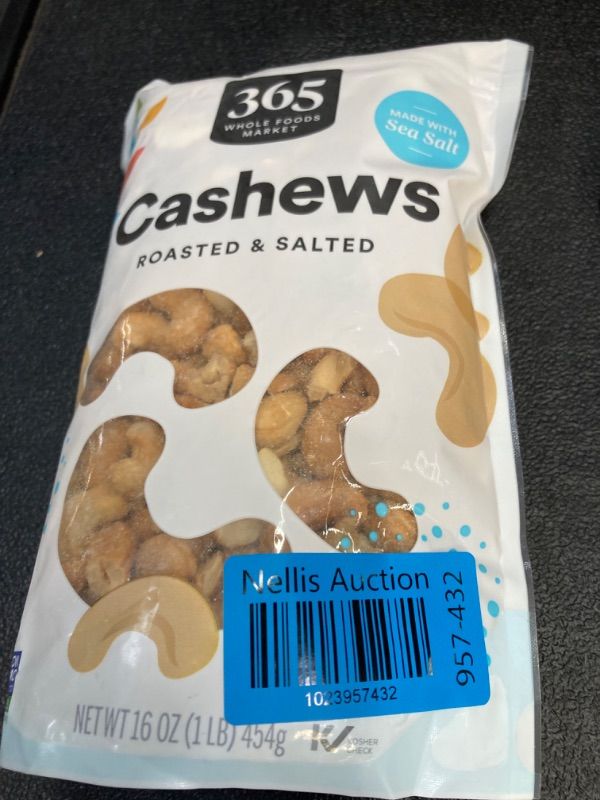 365
WHOLE FOODS
MARKET
MADE WITH
Sea Salt
Cashews
ROASTED & SALTED
Nellis Auction
1023957432
957-432
NET WT 16 OZ (1 LB) 454g
KOSHER
CHECK